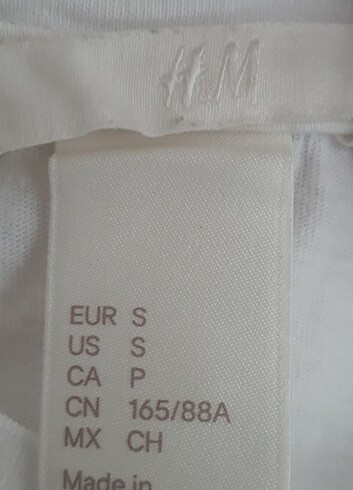 H&M
EUR S
US S
CA P
CN 165/88A
MX CH
Made in